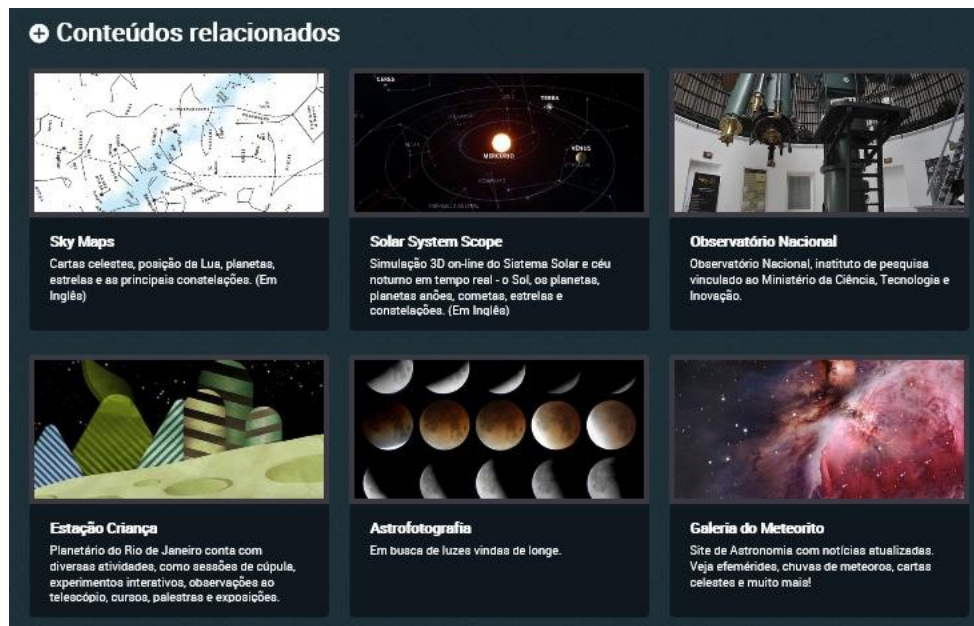 Conteúdos relacionados
CERES
TERRA
VÊNUS
MERCÚRIO
Sky Maps
Cartas celestes, posição da Lua, planetas,
estrelas e as principais constelações. (Em
Inglês)
Solar System Scope
Simulação 3D on-line do Sistema Solar e céu
noturno em tempo real - o Sol, os planetas,
planetas anões, cometas, estrelas e
constelações. (Em Inglês)
Observatório Nacional
Observatório Nacional, instituto de pesquisa
vinculado ao Ministério da Ciência, Tecnologia e
Inovação.
Estação Criança
Planetário do Rio de Janeiro conta com
diversas atividades, como sessões de cúpula,
experimentos interativos, observações ao
telescópio, cursos, palestras e exposições.
Astrofotografia
Em busca de luzes vindas de longe.
Galeria do Meteorito
Site de Astronomia com notícias atualizadas.
Veja efemérides, chuvas de meteoros, cartas
celestes e muito mais!